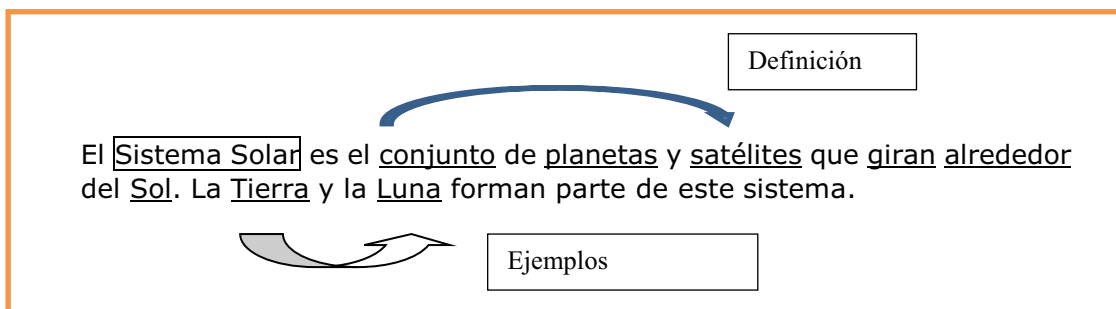 Definición
El Sistema Solar es el conjunto de planetas y satélites que giran alrededor
del Sol. La Tierra y la Luna forman parte de este sistema.
Ejemplos